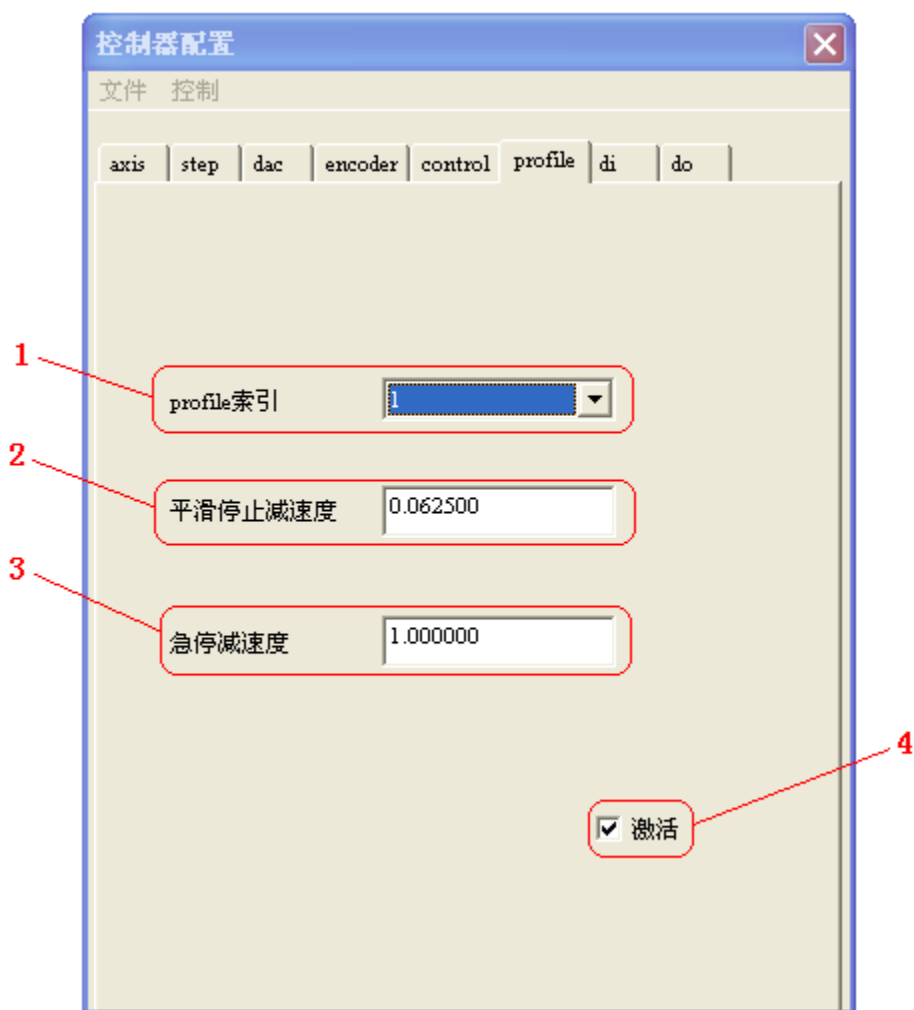 控制器配置
文件 控制
axis step dac encoder control profile di do
1
profile索引 1
2
平滑停止减速度 0.062500
3
急停减速度 1.000000
4
激活